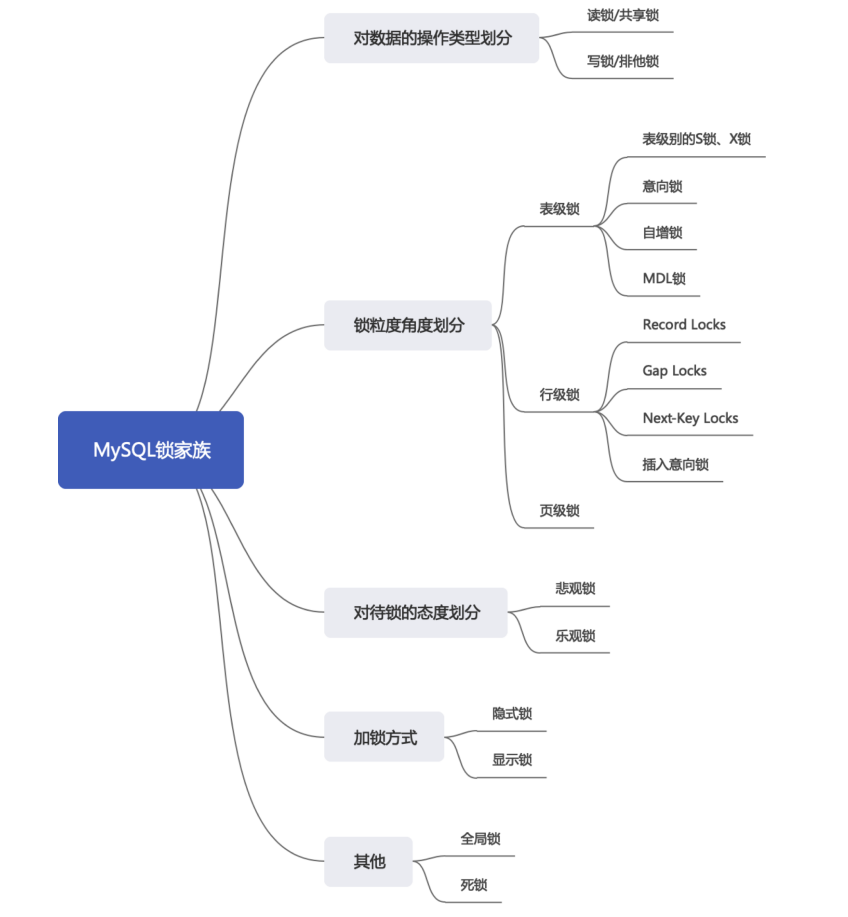 MySQL锁家族
对数据的操作类型划分
读锁/共享锁
写锁/排他锁
锁粒度角度划分
表级锁
表级别的S锁、X锁
意向锁
自增锁
MDL锁
行级锁
Record Locks
Gap Locks
Next-Key Locks
插入意向锁
页级锁
对待锁的态度划分
悲观锁
乐观锁
加锁方式
隐式锁
显示锁
其他
全局锁
死锁